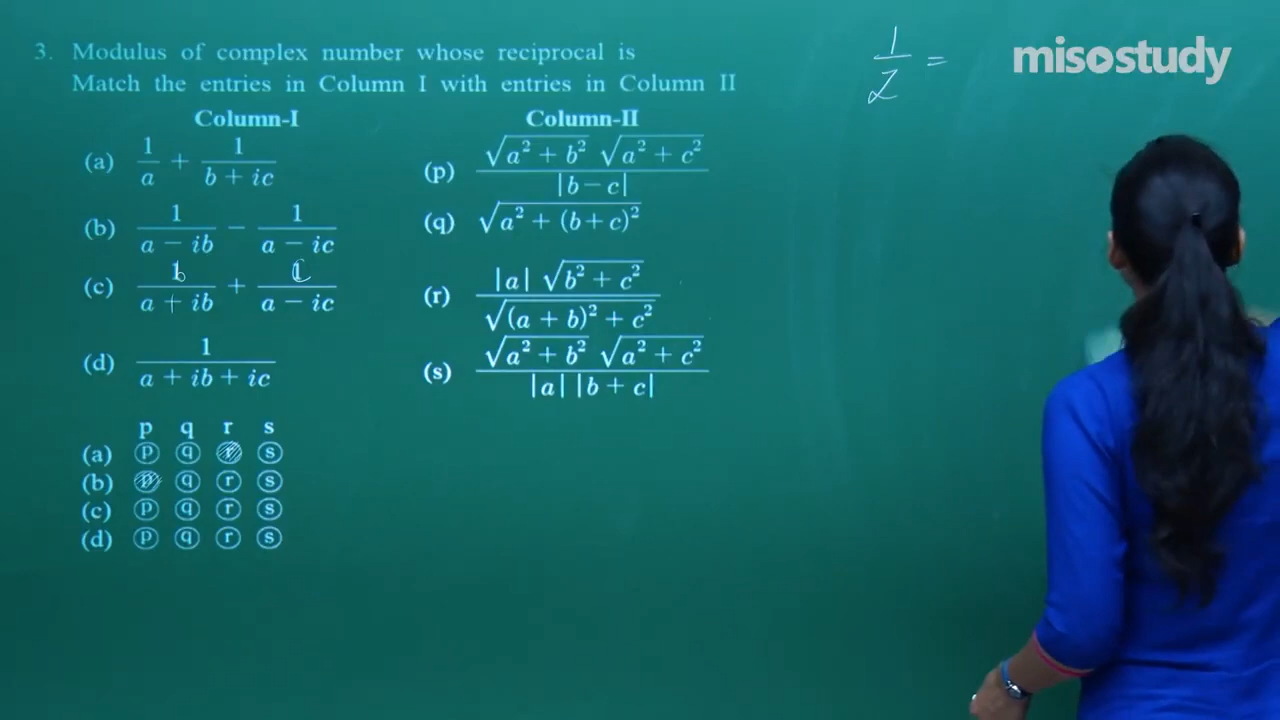 misostudy
3. Modulus of complex number whose reciprocal is
Match the entries in Column I with entries in Column II
Column-I Column-II
(a) 1/a + 1/(b + ic) (p) √(a² + b²) √(a² + c²) / |b − c|
(b) 1/(a − ib) − 1/(a − ic) (q) √(a² + (b + c)²)
(c) b/(a + ib) + c/(a − ic) (r) |a| √(b² + c²) / √((a + b)² + c²)
(d) 1/(a + ib + ic) (s) √(a² + b²) √(a² + c²) / |a| |b + c|
p q r s
(a) p q r s
(b) p q r s
(c) p q r s
(d) p q r s
1/Z =